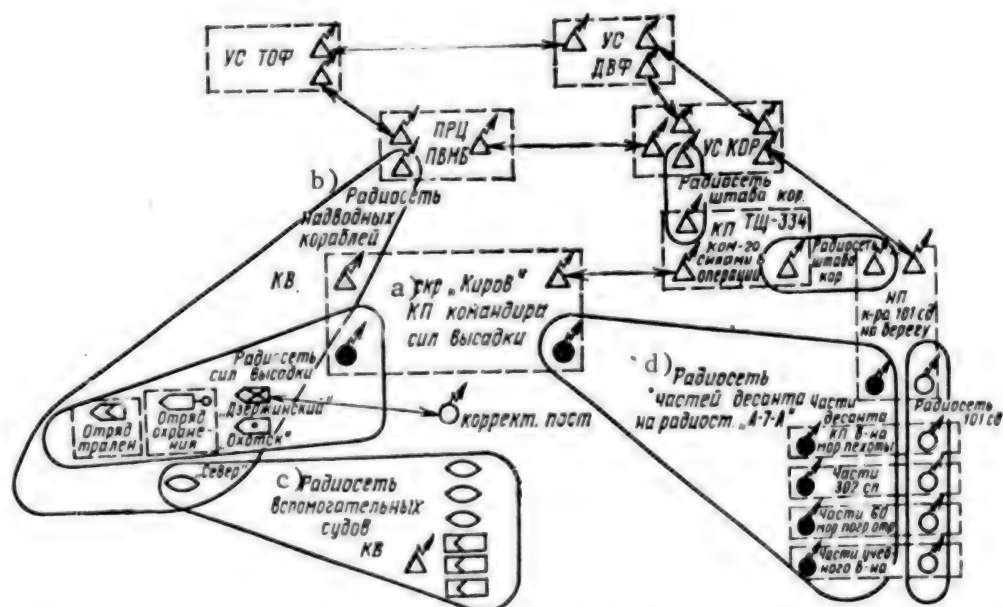 УС ТОФ
УС
ДВФ
ПРЦ
ПВМБ
УС КОР
b) Радиосеть
надводных
кораблей
КВ
Радиосеть
штаба кор.
КП
ТЩ-334
ком-го
силами в
операции
Радиосеть
штаба
кор
НП
к-ра 101 сд
на берегу
a) скр „Киров"
КП командира
сил высадки
Радиосеть
сил высадки
„Дзержинский"
„Охотск"
Отряд
трален
Отряд
охране-
ния
коррект. пост
d) Радиосеть
"частей десанта
на радиост. „А-7-А"
Части
десанта
КП б-на
мор пехоты
Части
302 сп
Части 60
мор погр отр
Части учеб-
ного б-на
Радиосеть
101 сд
„Север"
c) Радиосеть
вспомогательных
судов
КВ